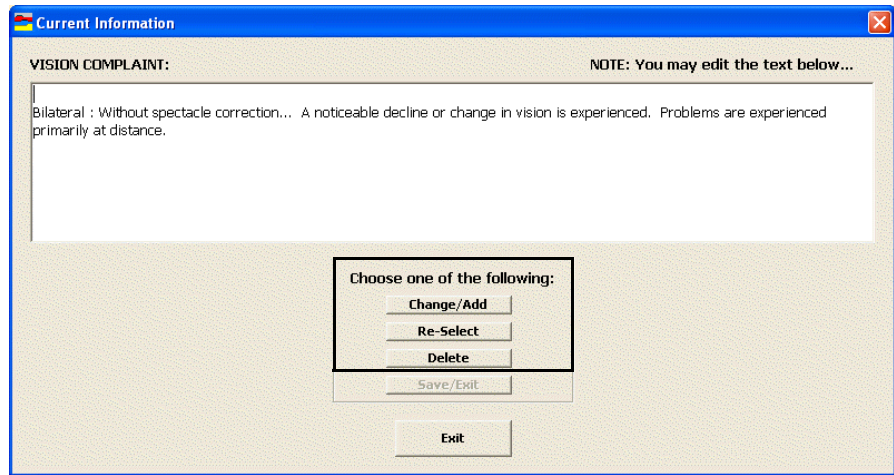 Current Information
VISION COMPLAINT: NOTE: You may edit the text below...
Bilateral : Without spectacle correction... A noticeable decline or change in vision is experienced. Problems are experienced
primarily at distance.
Choose one of the following:
Change/Add
Re-Select
Delete
Save/Exit
Exit